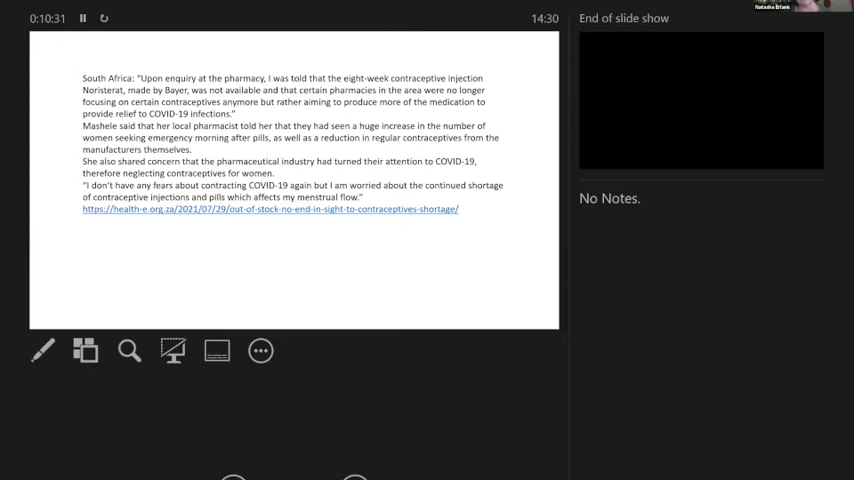 0:10:31
14:30
End of slide show
Natasha Erlank
South Africa: “Upon enquiry at the pharmacy, I was told that the eight-week contraceptive injection
Noristerat, made by Bayer, was not available and that certain pharmacies in the area were no longer
focusing on certain contraceptives anymore but rather aiming to produce more of the medication to
provide relief to COVID-19 infections.”
Mashele said that her local pharmacist told her that they had seen a huge increase in the number of
women seeking emergency morning after pills, as well as a reduction in regular contraceptives from the
manufacturers themselves.
She also shared concern that the pharmaceutical industry had turned their attention to COVID-19,
therefore neglecting contraceptives for women.
“I don’t have any fears about contracting COVID-19 again but I am worried about the continued shortage
of contraceptive injections and pills which affects my menstrual flow.”
https://health-e.org.za/2021/07/29/out-of-stock-no-end-in-sight-to-contraceptives-shortage/
No Notes.